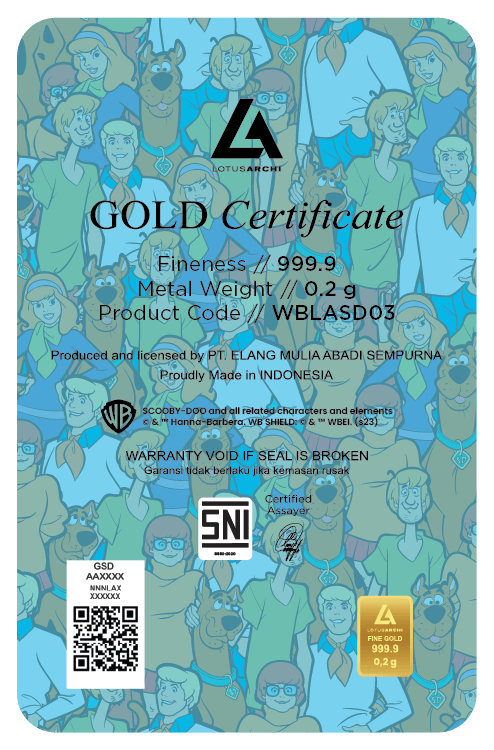 LOTUSARCHI
GOLD Certificate
Fineness // 999.9
Metal Weight // 0.2 g
Product Code // WBLASD03
Produced and licensed by PT. ELANG MULIA ABADI SEMPURNA
Proudly Made in INDONESIA
WB
SCOOBY-DOO and all related characters and elements
© & ™ Hanna-Barbera. WB SHIELD: © & ™ WBEI. (s23)
WARRANTY VOID IF SEAL IS BROKEN
Garansi tidak berlaku jika kemasan rusak
SNI
Certified
Assayer
GSD
AAXXXX
NNNLAX
XXXXXX
LOTUSARCHI
FINE GOLD
999.9
0,2 g